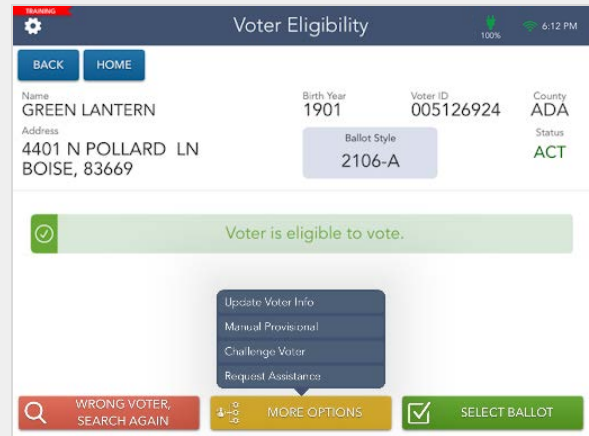 TRAINING
Voter Eligibility
100%
6:12 PM
BACK
HOME
Name
GREEN LANTERN
Birth Year
1901
Voter ID
005126924
County
ADA
Address
4401 N POLLARD LN
BOISE, 83669
Ballot Style
2106-A
Status
ACT
Voter is eligible to vote.
Update Voter Info
Manual Provisional
Challenge Voter
Request Assistance
WRONG VOTER,
SEARCH AGAIN
MORE OPTIONS
SELECT BALLOT